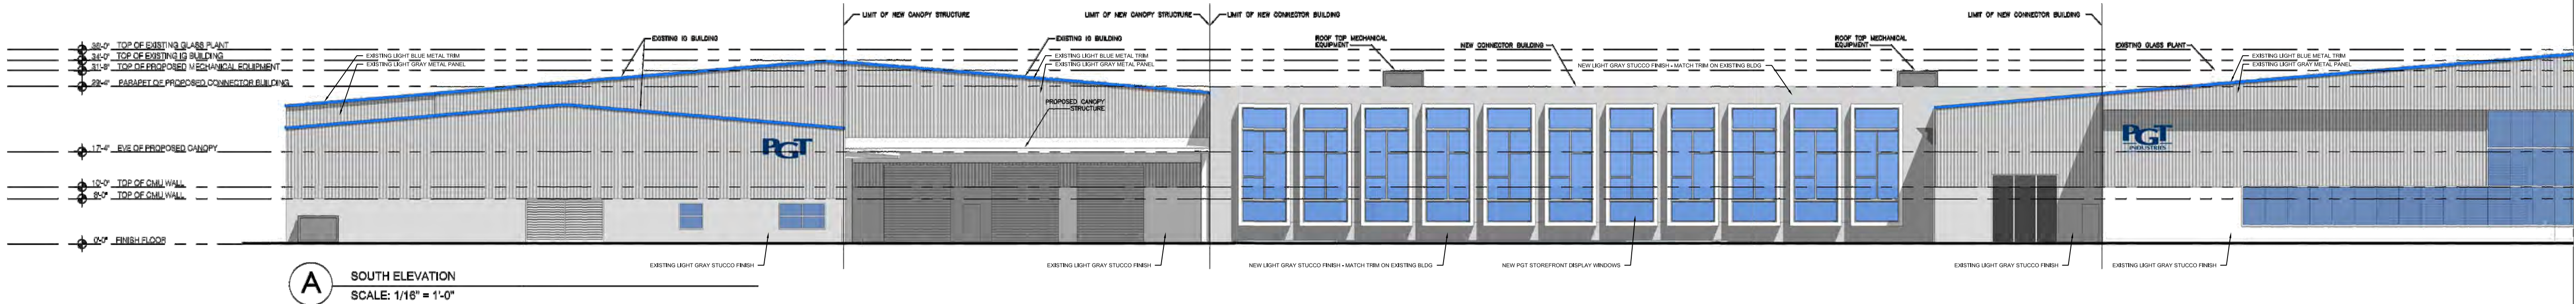 LIMIT OF NEW CANOPY STRUCTURE
LIMIT OF NEW CANOPY STRUCTURE
LIMIT OF NEW CONNECTOR BUILDING
LIMIT OF NEW CONNECTOR BUILDING
EXISTING IG BUILDING
EXISTING IG BUILDING
ROOF TOP MECHANICAL
EQUIPMENT
NEW CONNECTOR BUILDING
ROOF TOP MECHANICAL
EQUIPMENT
EXISTING GLASS PLANT
TOP OF EXISTING GLASS PLANT
34'-0" TOP OF EXISTING IG BUILDING
31'-8" TOP OF PROPOSED MECHANICAL EQUIPMENT
PARAPET OF PROPOSED CONNECTOR BUILDING
17'-4" EVE OF PROPOSED CANOPY
10'-0" TOP OF CMU WALL
8'-0" TOP OF CMU WALL
0'-0" FINISH FLOOR
EXISTING LIGHT BLUE METAL TRIM
EXISTING LIGHT GRAY METAL PANEL
EXISTING LIGHT BLUE METAL TRIM
EXISTING LIGHT GRAY METAL PANEL
NEW LIGHT GRAY STUCCO FINISH - MATCH TRIM ON EXISTING BLDG
EXISTING LIGHT BLUE METAL TRIM
EXISTING LIGHT GRAY METAL PANEL
PROPOSED CANOPY
STRUCTURE
PGT
PGT
INDUSTRIES
EXISTING LIGHT GRAY STUCCO FINISH
EXISTING LIGHT GRAY STUCCO FINISH
NEW LIGHT GRAY STUCCO FINISH - MATCH TRIM ON EXISTING BLDG
NEW PGT STOREFRONT DISPLAY WINDOWS
EXISTING LIGHT GRAY STUCCO FINISH
EXISTING LIGHT GRAY STUCCO FINISH
A
SOUTH ELEVATION
SCALE: 1/16" = 1'-0"